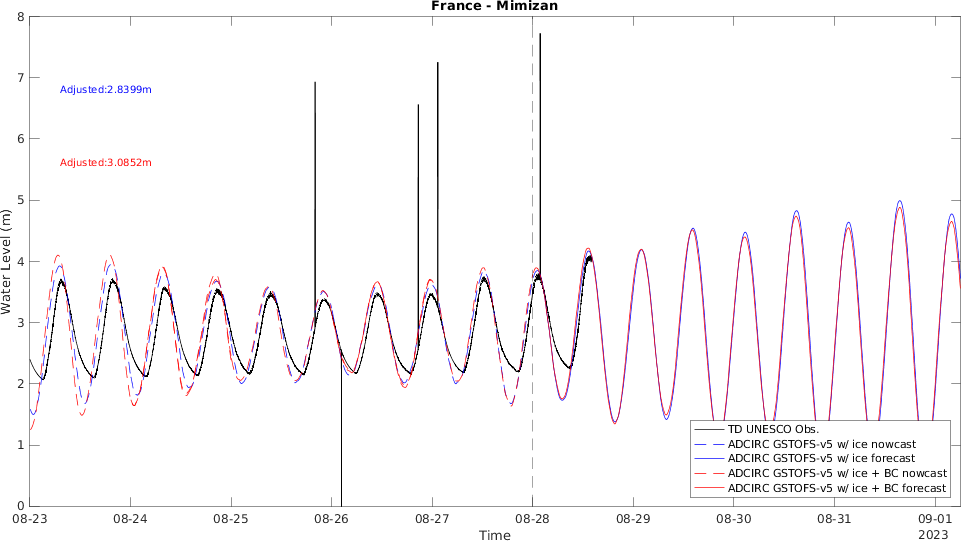 France - Mimizan
8
7
6
5
4
3
2
1
0
Water Level (m)
Adjusted:2.8399m
Adjusted:3.0852m
TD UNESCO Obs.
ADCIRC GSTOFS-v5 w/ ice nowcast
ADCIRC GSTOFS-v5 w/ ice forecast
ADCIRC GSTOFS-v5 w/ ice + BC nowcast
ADCIRC GSTOFS-v5 w/ ice + BC forecast
08-23 08-24 08-25 08-26 08-27 08-28 08-29 08-30 08-31 09-01
Time
2023